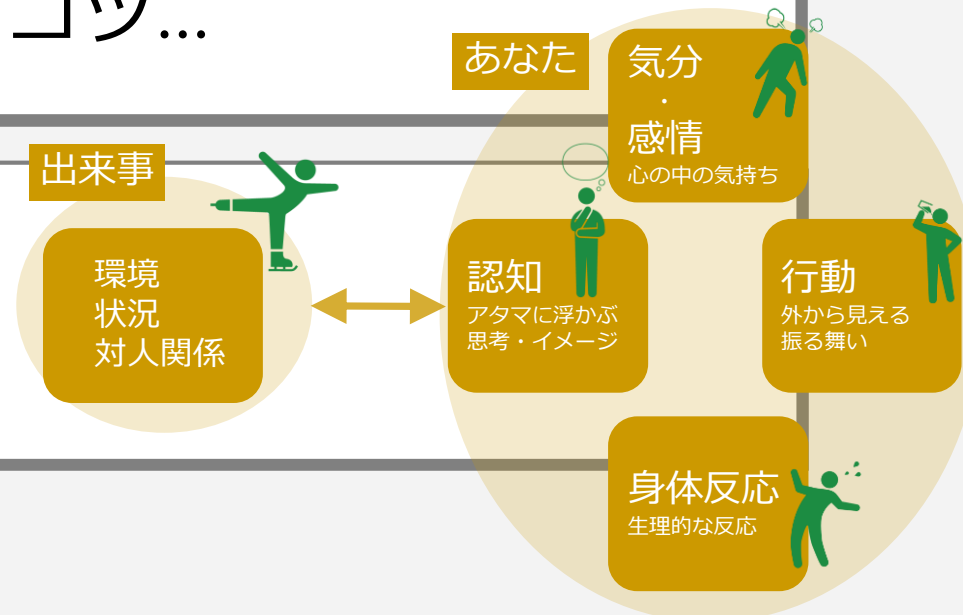 コツ...
出来事
環境
状況
対人関係
あなた
気分
・
感情
心の中の気持ち
認知
アタマに浮かぶ
思考・イメージ
行動
外から見える
振る舞い
身体反応
生理的な反応